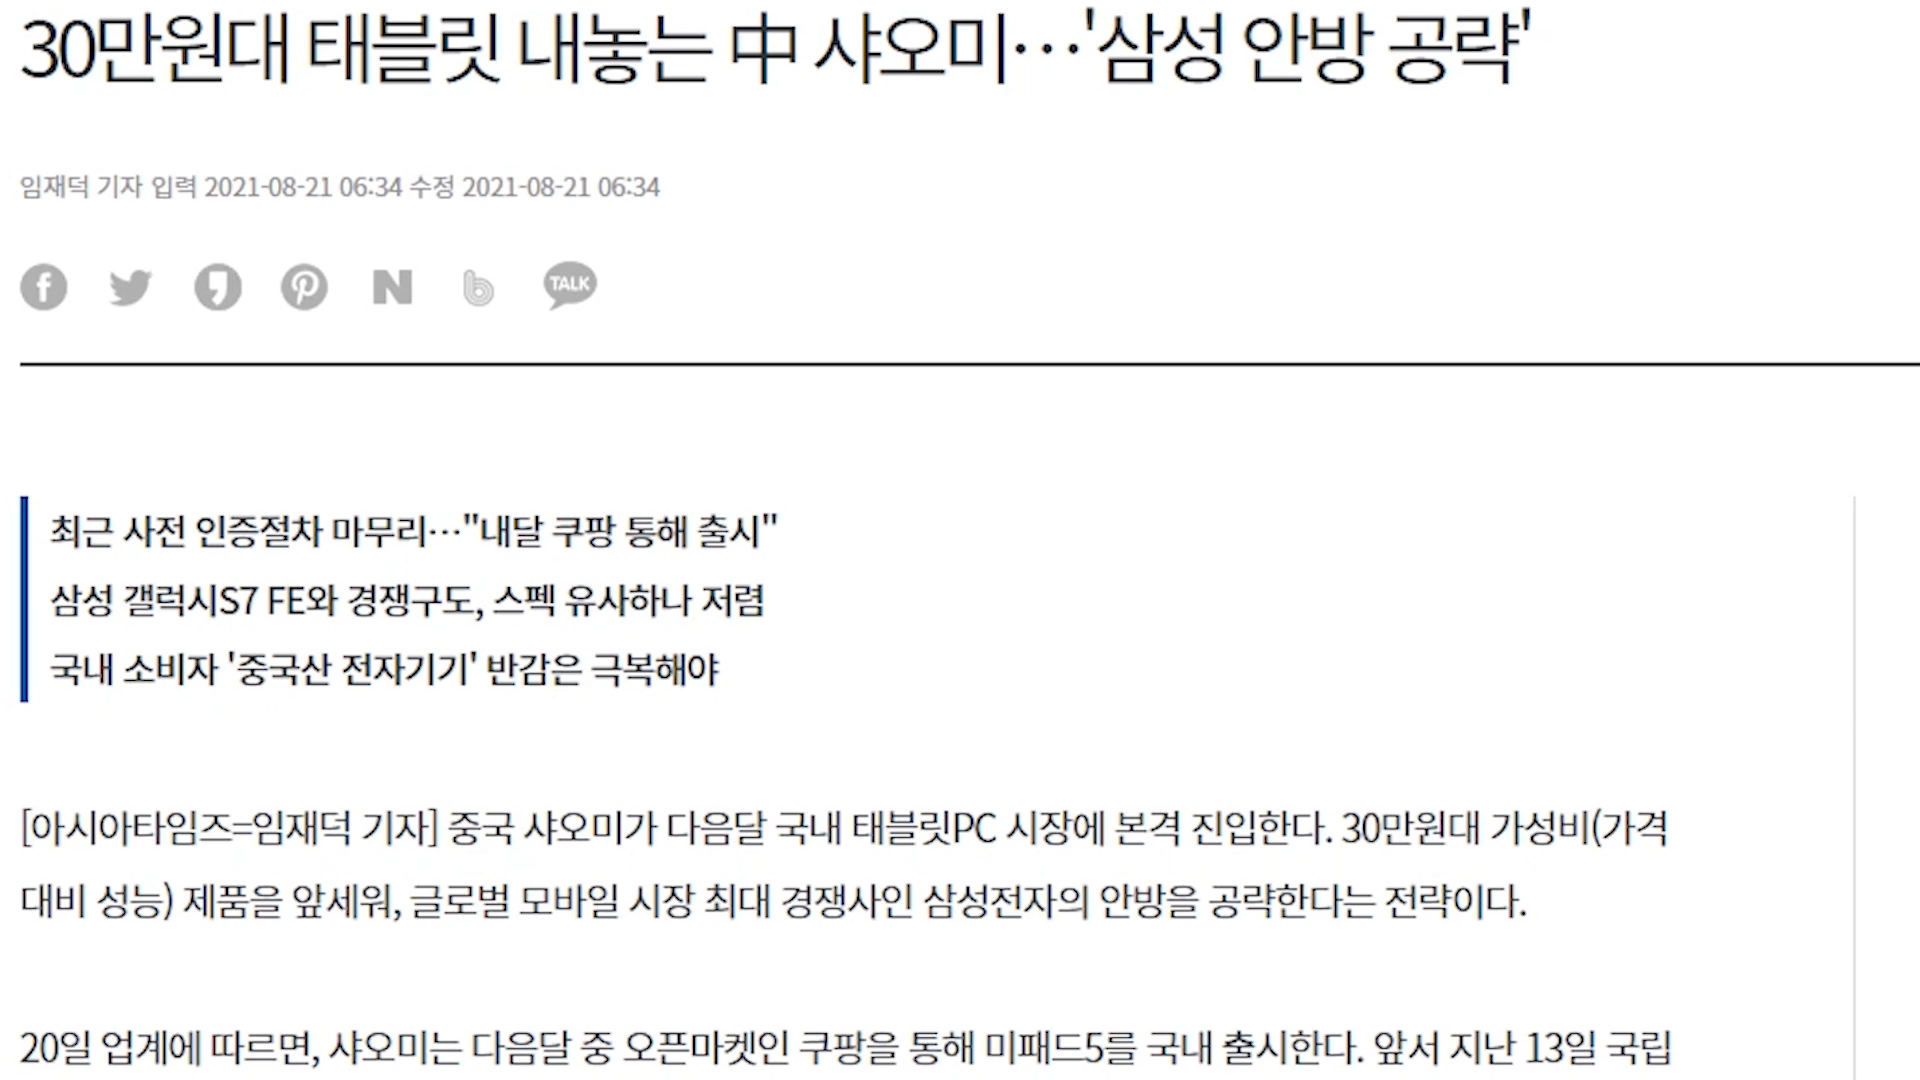 30만원대 태블릿 내놓는 中 샤오미…'삼성 안방 공략'
임재덕 기자 입력 2021-08-21 06:34 수정 2021-08-21 06:34
TALK
최근 사전 인증절차 마무리…"내달 쿠팡 통해 출시"
삼성 갤럭시S7 FE와 경쟁구도, 스펙 유사하나 저렴
국내 소비자 '중국산 전자기기' 반감은 극복해야
[아시아타임즈=임재덕 기자] 중국 샤오미가 다음달 국내 태블릿PC 시장에 본격 진입한다. 30만원대 가성비(가격
대비 성능) 제품을 앞세워, 글로벌 모바일 시장 최대 경쟁사인 삼성전자의 안방을 공략한다는 전략이다.
20일 업계에 따르면, 샤오미는 다음달 중 오픈마켓인 쿠팡을 통해 미패드5를 국내 출시한다. 앞서 지난 13일 국립